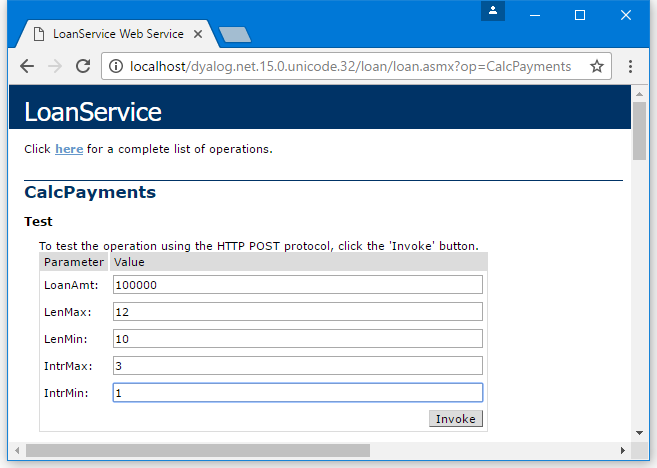 LoanService Web Service
localhost/dyalog.net.15.0.unicode.32/loan/loan.asmx?op=CalcPayments
LoanService
Click here for a complete list of operations.
CalcPayments
Test
To test the operation using the HTTP POST protocol, click the 'Invoke' button.
Parameter Value
LoanAmt: 100000
LenMax: 12
LenMin: 10
IntrMax: 3
IntrMin: 1
Invoke